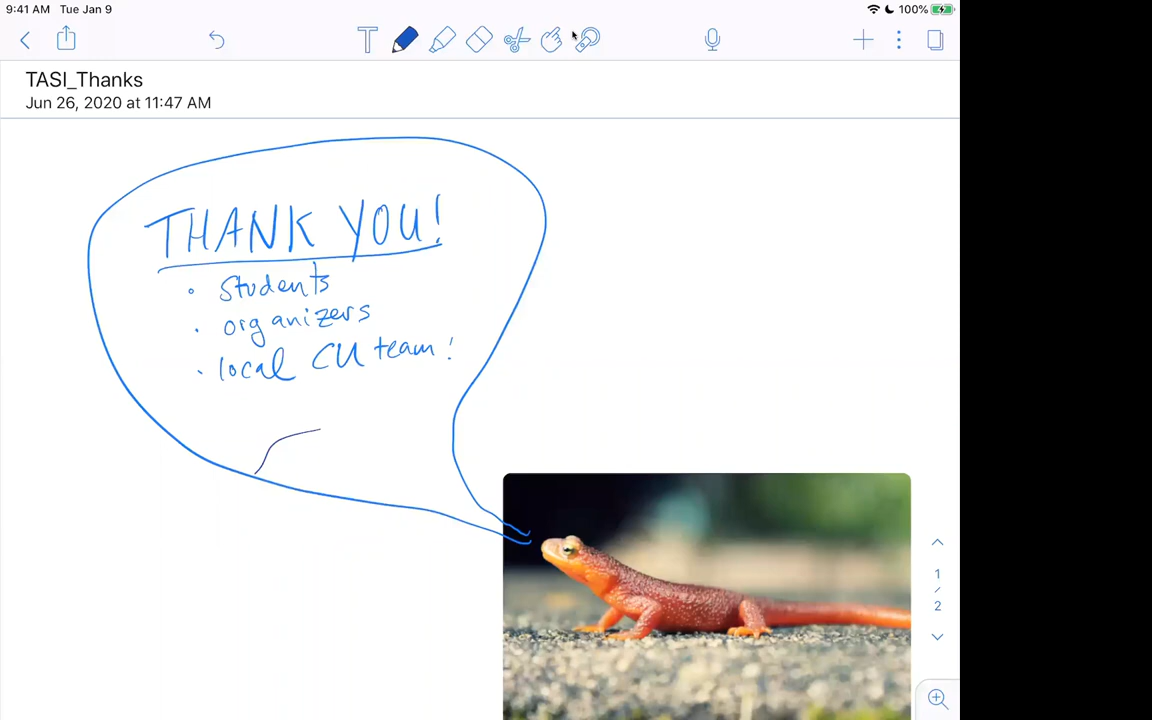 9:41 AM Tue Jan 9
100%
T
TASI_Thanks
Jun 26, 2020 at 11:47 AM
THANK YOU!
• Students
• organizers
• local CU team!
1
/
2